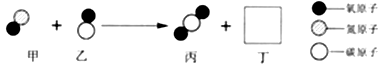 + + 氧原子
氮原子
碳原子
甲 乙 丙 丁